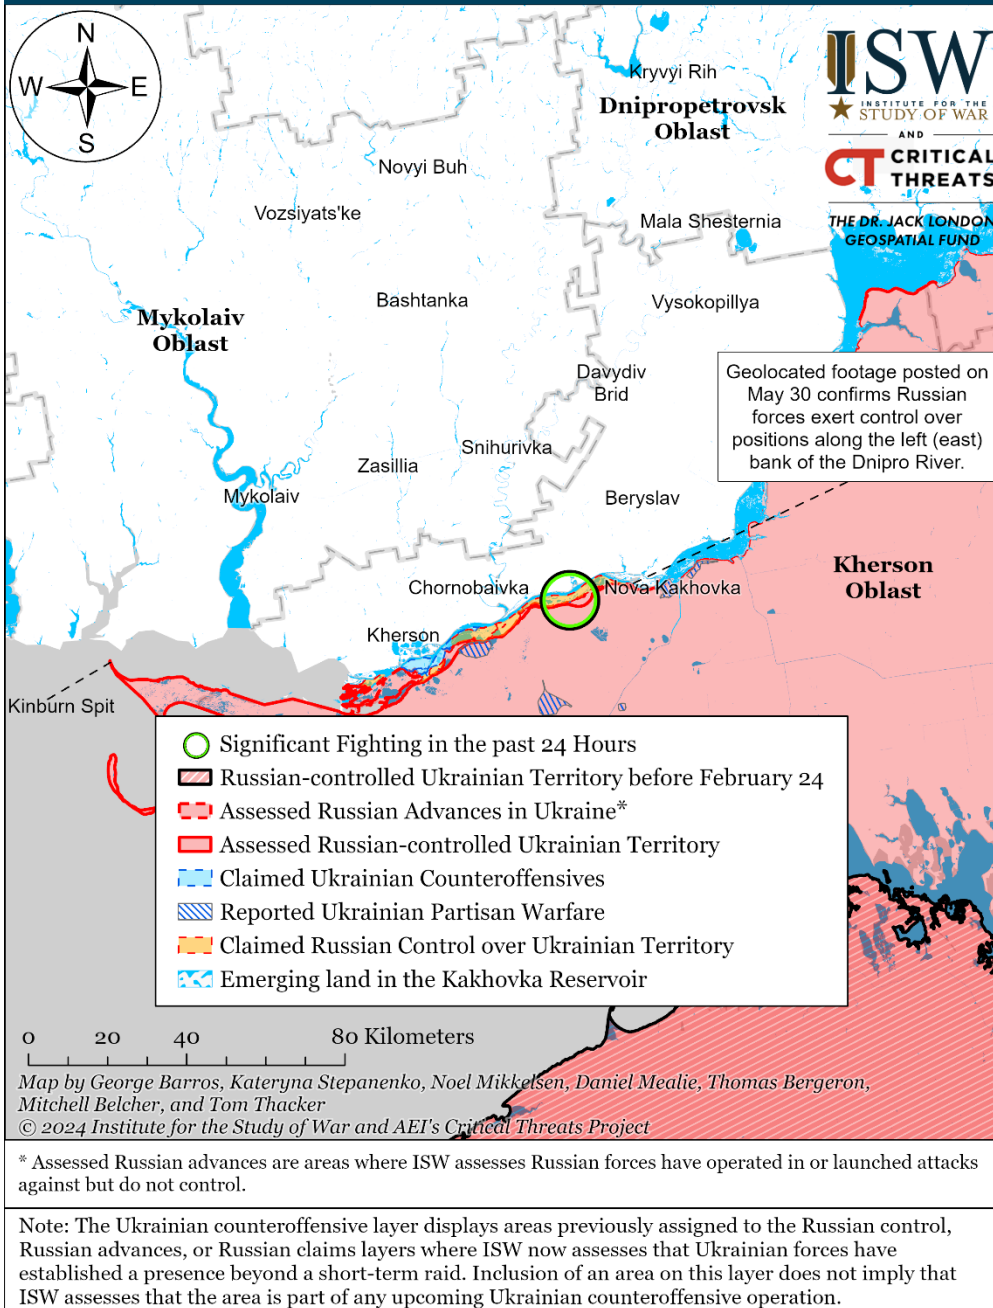 N
W
E
S
ISW
INSTITUTE FOR THE
STUDY OF WAR
AND
CT CRITICAL
THREATS
THE DR. JACK LONDON
GEOSPATIAL FUND
Kryvyi Rih
Dnipropetrovsk
Oblast
Novyi Buh
Vozsiyats'ke
Mala Shesternia
Bashtanka
Vysokopillya
Mykolaiv
Oblast
Geolocated footage posted on
May 30 confirms Russian
forces exert control over
positions along the left (east)
bank of the Dnipro River.
Davydiv
Brid
Snihurivka
Zasillia
Mykolaiv
Beryslav
Kherson
Oblast
Chornobaivka
Nova Kakhovka
Kherson
Kinburn Spit
Significant Fighting in the past 24 Hours
Russian-controlled Ukrainian Territory before February 24
Assessed Russian Advances in Ukraine*
Assessed Russian-controlled Ukrainian Territory
Claimed Ukrainian Counteroffensives
Reported Ukrainian Partisan Warfare
Claimed Russian Control over Ukrainian Territory
Emerging land in the Kakhovka Reservoir
0 20 40 80 Kilometers
Map by George Barros, Kateryna Stepanenko, Noel Mikkelsen, Daniel Mealie, Thomas Bergeron,
Mitchell Belcher, and Tom Thacker
© 2024 Institute for the Study of War and AEI's Critical Threats Project
* Assessed Russian advances are areas where ISW assesses Russian forces have operated in or launched attacks
against but do not control.
Note: The Ukrainian counteroffensive layer displays areas previously assigned to the Russian control,
Russian advances, or Russian claims layers where ISW now assesses that Ukrainian forces have
established a presence beyond a short-term raid. Inclusion of an area on this layer does not imply that
ISW assesses that the area is part of any upcoming Ukrainian counteroffensive operation.